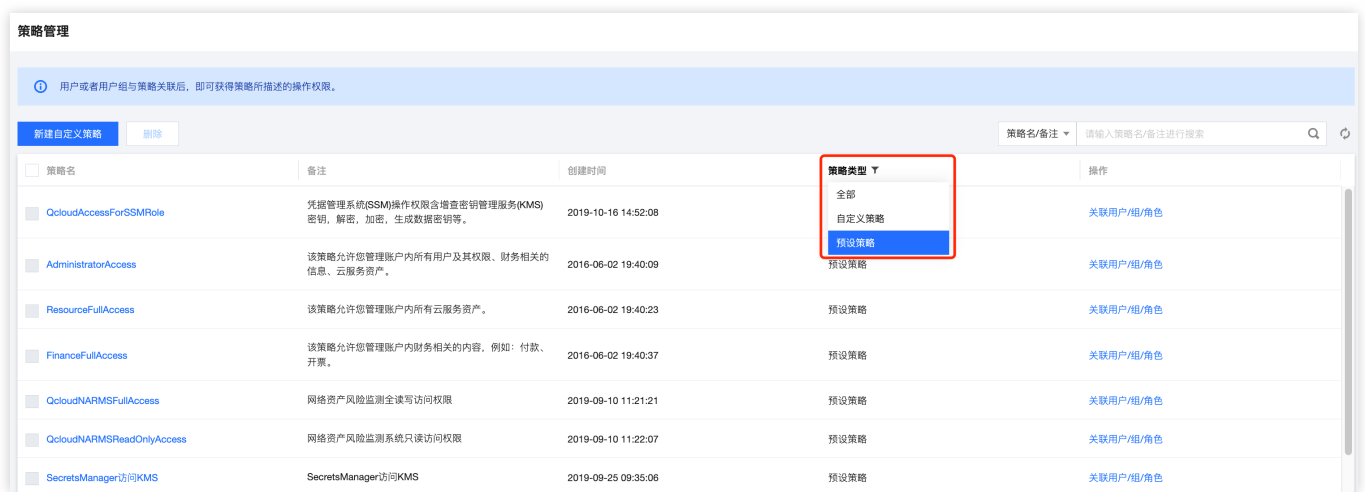 策略管理
用户或者用户组与策略关联后，即可获得策略所描述的操作权限。
新建自定义策略 删除 策略名/备注 请输入策略名/备注进行搜索
策略名 备注 创建时间 策略类型 操作
全部
自定义策略
预设策略
QcloudAccessForSSMRole 凭据管理系统(SSM)操作权限含增查密钥管理服务(KMS)
密钥，解密，加密，生成数据密钥等。 2019-10-16 14:52:08 关联用户/组/角色
AdministratorAccess 该策略允许您管理账户内所有用户及其权限、财务相关的
信息、云服务资产。 2016-06-02 19:40:09 预设策略 关联用户/组/角色
ResourceFullAccess 该策略允许您管理账户内所有云服务资产。 2016-06-02 19:40:23 预设策略 关联用户/组/角色
FinanceFullAccess 该策略允许您管理账户内财务相关的内容，例如：付款、
开票。 2016-06-02 19:40:37 预设策略 关联用户/组/角色
QcloudNARMSFullAccess 网络资产风险监测全读写访问权限 2019-09-10 11:21:21 预设策略 关联用户/组/角色
QcloudNARMSReadOnlyAccess 网络资产风险监测系统只读访问权限 2019-09-10 11:22:07 预设策略 关联用户/组/角色
SecretsManager访问KMS SecretsManager访问KMS 2019-09-25 09:35:06 预设策略 关联用户/组/角色